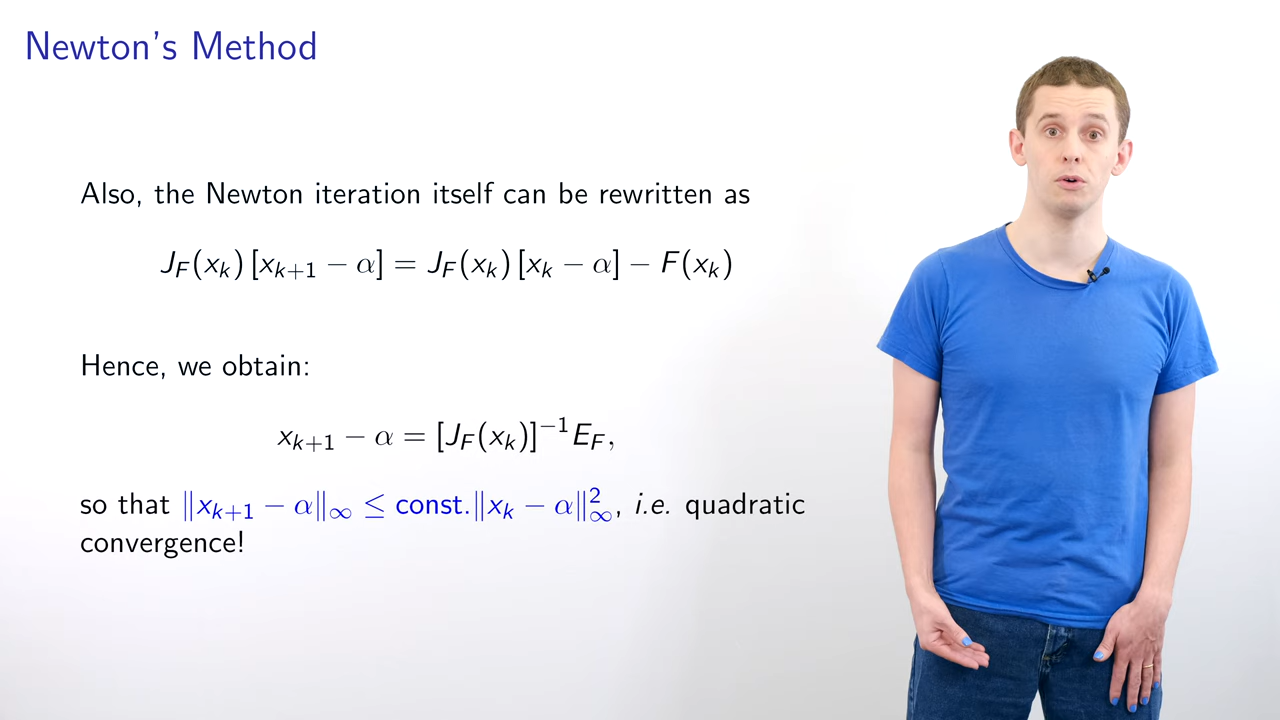 Newton's Method
Also, the Newton iteration itself can be rewritten as
J_F(x_k) [x_{k+1} − α] = J_F(x_k) [x_k − α] − F(x_k)
Hence, we obtain:
x_{k+1} − α = [J_F(x_k)]^{−1} E_F,
so that ‖x_{k+1} − α‖_∞ ≤ const.‖x_k − α‖_∞^2, i.e. quadratic
convergence!